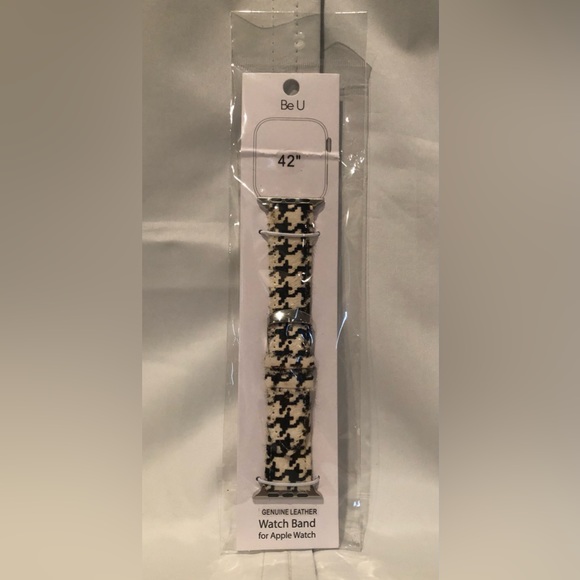 Be U
42"
GENUINE LEATHER
Watch Band
for Apple Watch